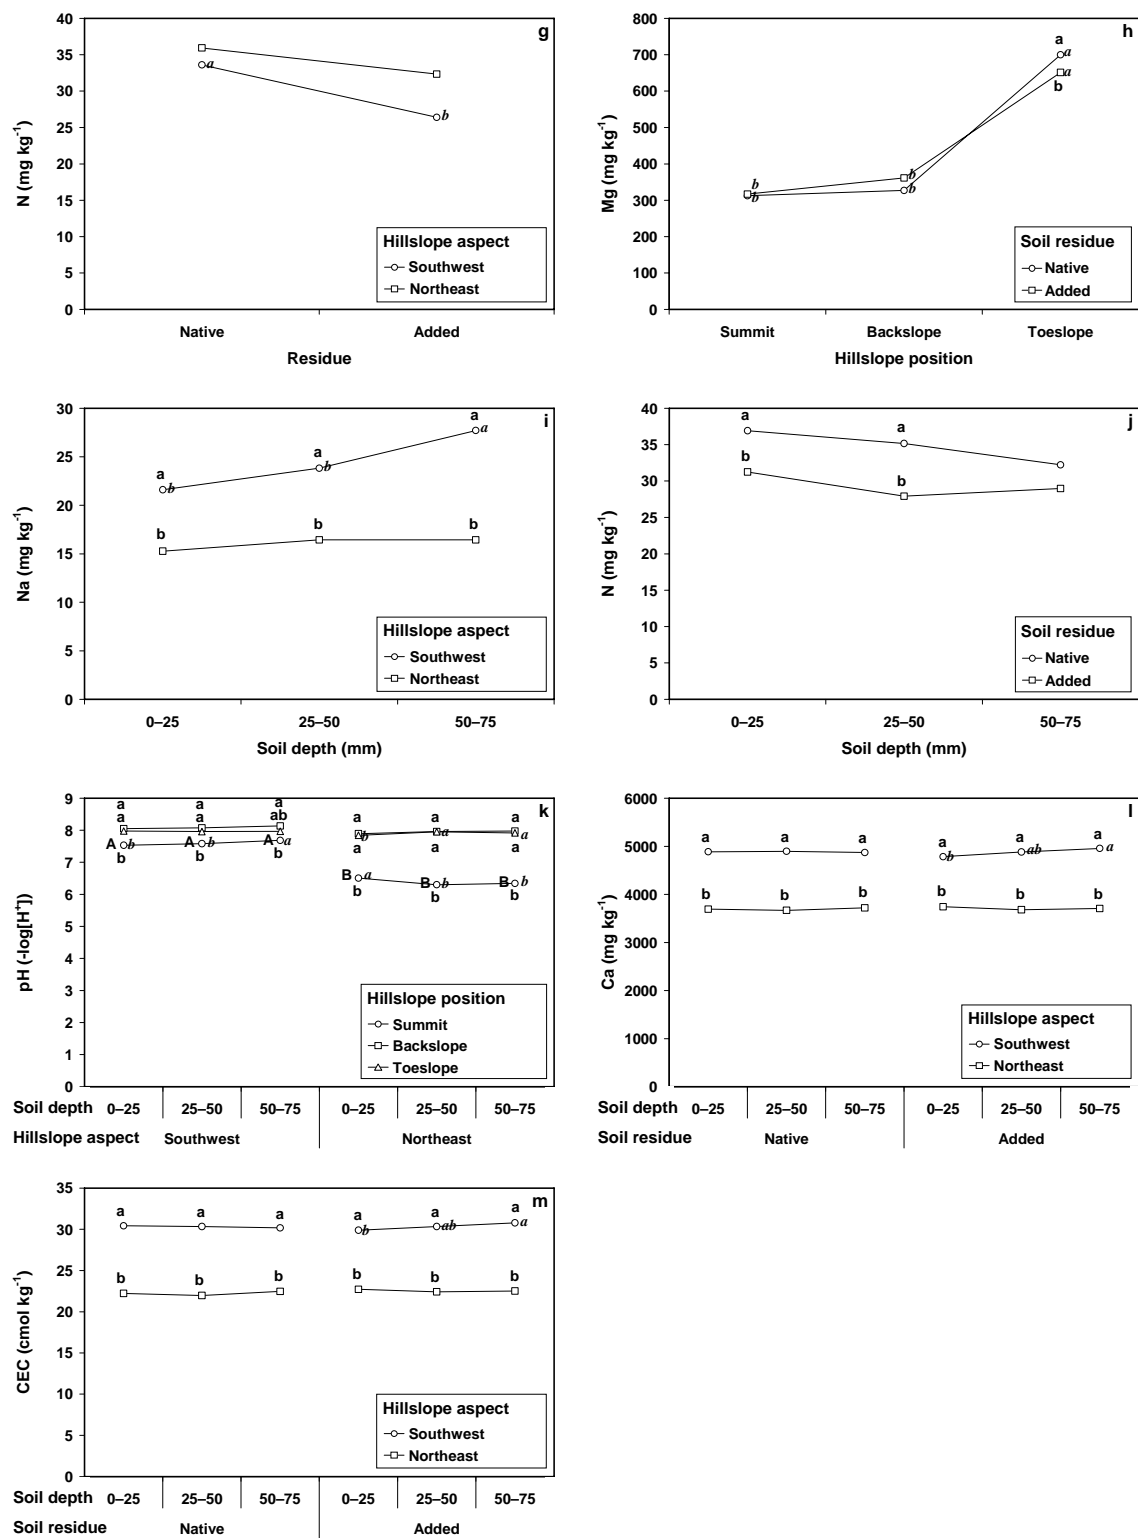 g
N (mg kg⁻¹)
40
35
30
25
20
15
10
5
0
a
b
Hillslope aspect
Southwest
Northeast
Native Added
Residue
h
Mg (mg kg⁻¹)
800
700
600
500
400
300
200
100
0
a
a
a
b
b
b
b
b
Soil residue
Native
Added
Summit Backslope Toeslope
Hillslope position
i
Na (mg kg⁻¹)
30
25
20
15
10
5
0
a a a
b b a
b b b
Hillslope aspect
Southwest
Northeast
0–25 25–50 50–75
Soil depth (mm)
j
N (mg kg⁻¹)
40
35
30
25
20
15
10
5
0
a a
b b
Soil residue
Native
Added
0–25 25–50 50–75
Soil depth (mm)
k
pH (-log[H⁺])
9
8
7
6
5
4
3
2
1
0
a a a
a a ab
A b A b A a
b b b
a a a
b a a
a a a
B a B b B b
b b b
Hillslope position
Summit
Backslope
Toeslope
Soil depth 0–25 25–50 50–75 0–25 25–50 50–75
Hillslope aspect Southwest Northeast
l
Ca (mg kg⁻¹)
6000
5000
4000
3000
2000
1000
0
a a a a a a
b ab a
b b b b b b
Hillslope aspect
Southwest
Northeast
Soil depth 0–25 25–50 50–75 0–25 25–50 50–75
Soil residue Native Added
m
CEC (cmol kg⁻¹)
35
30
25
20
15
10
5
0
a a a a a a
b ab a
b b b b b b
Hillslope aspect
Southwest
Northeast
Soil depth 0–25 25–50 50–75 0–25 25–50 50–75
Soil residue Native Added